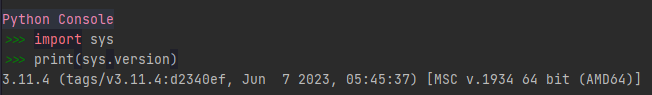 Python Console
>>> import sys
>>> print(sys.version)
3.11.4 (tags/v3.11.4:d2340ef, Jun  7 2023, 05:45:37) [MSC v.1934 64 bit (AMD64)]